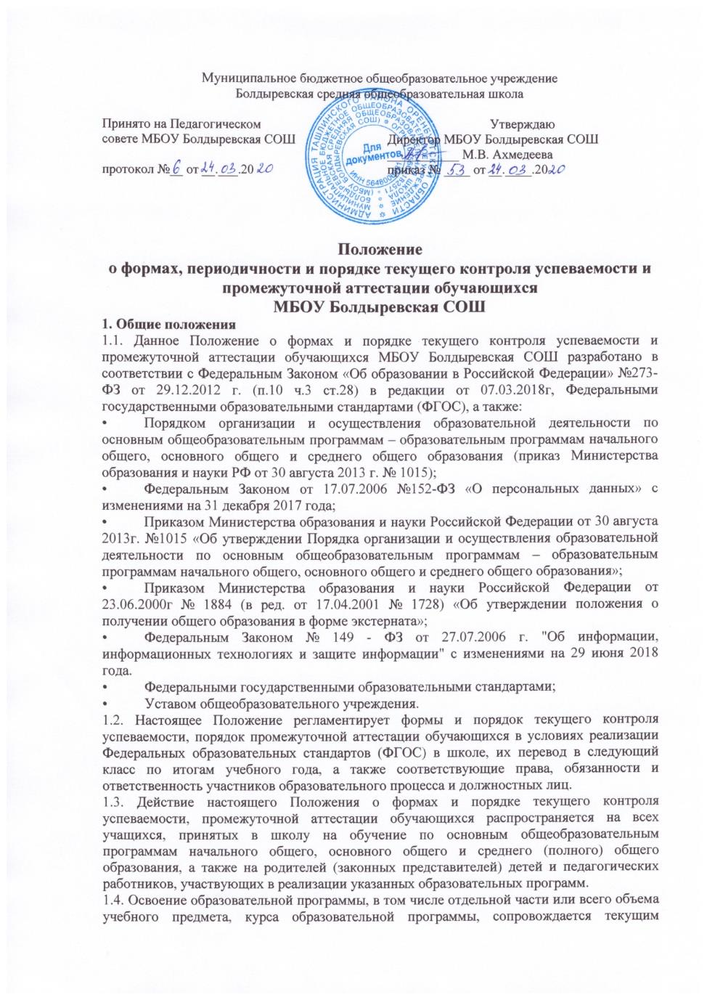 Муниципальное бюджетное общеобразовательное учреждение
Болдыревская средняя общеобразовательная школа
Принято на Педагогическом
совете МБОУ Болдыревская СОШ
протокол № 6 от 24.03.2020
Утверждаю
Директор МБОУ Болдыревская СОШ
М.В. Ахмедеева
приказ № 53 от 24.03.2020
АДМИНИСТРАЦИЯ ТАШЛИНСКОГО РАЙОНА ОРЕНБУРГСКОЙ ОБЛАСТИ
Для
документов
Положение
о формах, периодичности и порядке текущего контроля успеваемости и
промежуточной аттестации обучающихся
МБОУ Болдыревская СОШ
1. Общие положения
1.1. Данное Положение о формах и порядке текущего контроля успеваемости и
промежуточной аттестации обучающихся МБОУ Болдыревская СОШ разработано в
соответствии с Федеральным Законом «Об образовании в Российской Федерации» №273-
ФЗ от 29.12.2012 г. (п.10 ч.3 ст.28) в редакции от 07.03.2018г, Федеральными
государственными образовательными стандартами (ФГОС), а также:
• Порядком организации и осуществления образовательной деятельности по
основным общеобразовательным программам – образовательным программам начального
общего, основного общего и среднего общего образования (приказ Министерства
образования и науки РФ от 30 августа 2013 г. № 1015);
• Федеральным Законом от 17.07.2006 №152-ФЗ «О персональных данных» с
изменениями на 31 декабря 2017 года;
• Приказом Министерства образования и науки Российской Федерации от 30 августа
2013г. №1015 «Об утверждении Порядка организации и осуществления образовательной
деятельности по основным общеобразовательным программам – образовательным
программам начального общего, основного общего и среднего общего образования»;
• Приказом Министерства образования и науки Российской Федерации от
23.06.2000г № 1884 (в ред. от 17.04.2001 № 1728) «Об утверждении положения о
получении общего образования в форме экстерната»;
• Федеральным Законом № 149 - ФЗ от 27.07.2006 г. "Об информации,
информационных технологиях и защите информации" с изменениями на 29 июня 2018
года.
• Федеральными государственными образовательными стандартами;
• Уставом общеобразовательного учреждения.
1.2. Настоящее Положение регламентирует формы и порядок текущего контроля
успеваемости, порядок промежуточной аттестации обучающихся в условиях реализации
Федеральных образовательных стандартов (ФГОС) в школе, их перевод в следующий
класс по итогам учебного года, а также соответствующие права, обязанности и
ответственность участников образовательного процесса и должностных лиц.
1.3. Действие настоящего Положения о формах и порядке текущего контроля
успеваемости, промежуточной аттестации обучающихся распространяется на всех
учащихся, принятых в школу на обучение по основным общеобразовательным
программам начального общего, основного общего и среднего (полного) общего
образования, а также на родителей (законных представителей) детей и педагогических
работников, участвующих в реализации указанных образовательных программ.
1.4. Освоение образовательной программы, в том числе отдельной части или всего объема
учебного предмета, курса образовательной программы, сопровождается текущим